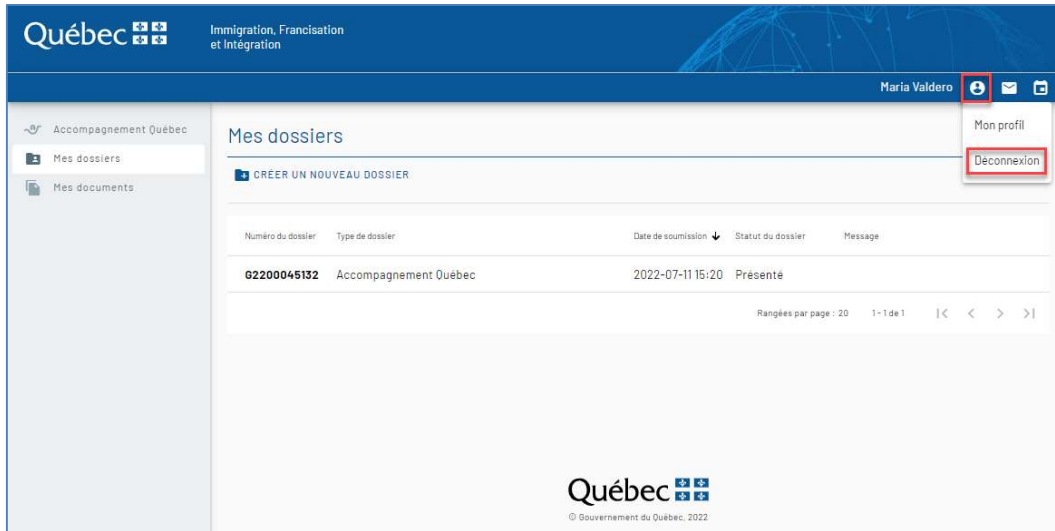 Québec
Immigration, Francisation
et Intégration
Maria Valdero
Mon profil
Déconnexion
Accompagnement Québec
Mes dossiers
Mes documents
Mes dossiers
CRÉER UN NOUVEAU DOSSIER
Numéro du dossier Type de dossier Date de soumission Statut du dossier Message
G2200045132 Accompagnement Québec 2022-07-11 15:20 Présenté
Rangées par page : 20 1 - 1 de 1
Québec
© Gouvernement du Québec, 2022